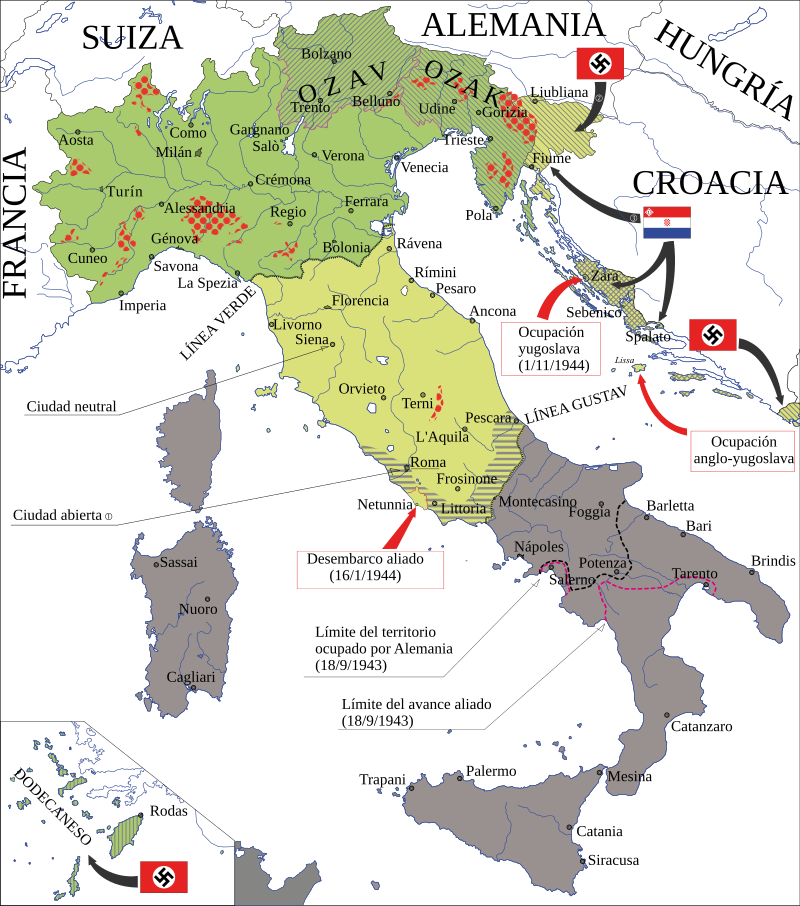 SUIZA
ALEMANIA
HUNGRÍA
FRANCIA
CROACIA
Bolzano
OZAV
OZAK
Trento
Belluno
Udine
Gorizia
Liubliana
②
Aosta
Como
Milán
Gargnano
Salò
Verona
Venecia
Trieste
Fiume
Turín
Crémona
Alessandria
Regio
Ferrara
Pola
③
Cuneo
Génova
Savona
Bolonia
Rávena
La Spezia
Imperia
Rímini
Pesaro
Zara
Sebenico
Spalato
LÍNEA VERDE
Florencia
Ancona
Livorno
Siena
Ocupación
yugoslava
(1/11/1944)
Lissa
Ciudad neutral
Orvieto
Terni
Pescara
LÍNEA GUSTAV
L'Aquila
Ocupación
anglo-yugoslava
Roma
Frosinone
Ciudad abierta ①
Netunnia
Littoria
Montecasino
Foggia
Barletta
Bari
Desembarco aliado
(16/1/1944)
Nápoles
Potenza
Salerno
Tarento
Brindis
Sassai
Nuoro
Cagliari
Límite del territorio
ocupado por Alemania
(18/9/1943)
Límite del avance aliado
(18/9/1943)
Catanzaro
Trapani
Palermo
Mesina
Catania
Siracusa
DODECANESO
Rodas